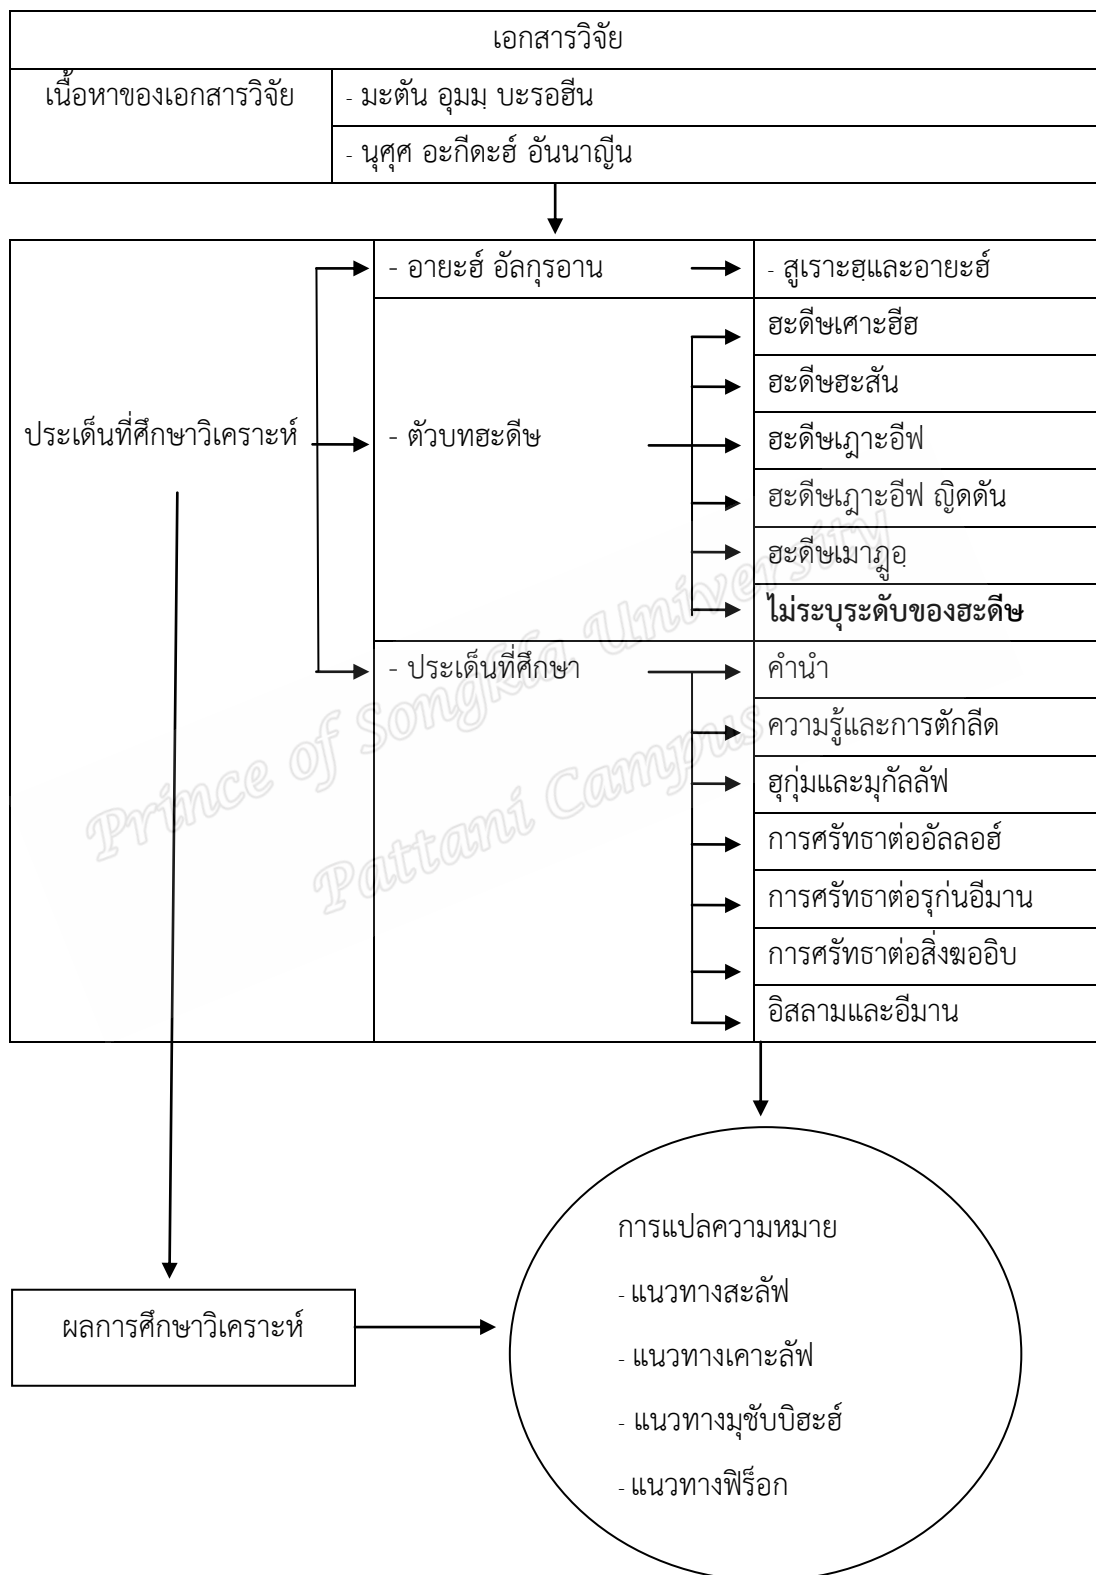 เอกสารวิจัย
เนื้อหาของเอกสารวิจัย
- มะตัน อุมมฺ บะรอฮีน
- นุศุศ อะกีดะฮ์ อันนาญีน
ประเด็นที่ศึกษาวิเคราะห์
- อายะฮ์ อัลกุรอาน
- สูเราะฮฺและอายะฮ์
- ตัวบทฮะดีษ
ฮะดีษเศาะฮีฮ
ฮะดีษฮะสัน
ฮะดีษเฎาะอีฟ
ฮะดีษเฎาะอีฟ ญิดดัน
ฮะดีษเมาฎูอฺ
ไม่ระบุระดับของฮะดีษ
- ประเด็นที่ศึกษา
คำนำ
ความรู้และการตักลีด
ฮุกุ่มและมุกัลลัฟ
การศรัทธาต่ออัลลอฮ์
การศรัทธาต่อรุก่นอีมาน
การศรัทธาต่อสิ่งฆออิบ
อิสลามและอีมาน
Prince of Songkla University
Pattani Campus
ผลการศึกษาวิเคราะห์
การแปลความหมาย
- แนวทางสะลัฟ
- แนวทางเคาะลัฟ
- แนวทางมุชับบิฮะฮ์
- แนวทางฟิร็อก